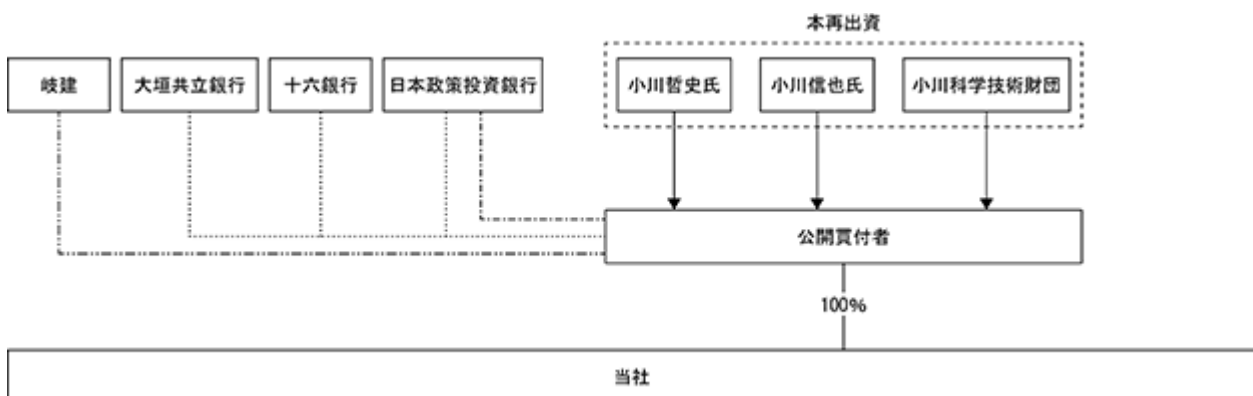 本再出資
岐建
大垣共立銀行
十六銀行
日本政策投資銀行
小川哲史氏
小川信也氏
小川科学技術財団
公開買付者
100%
当社